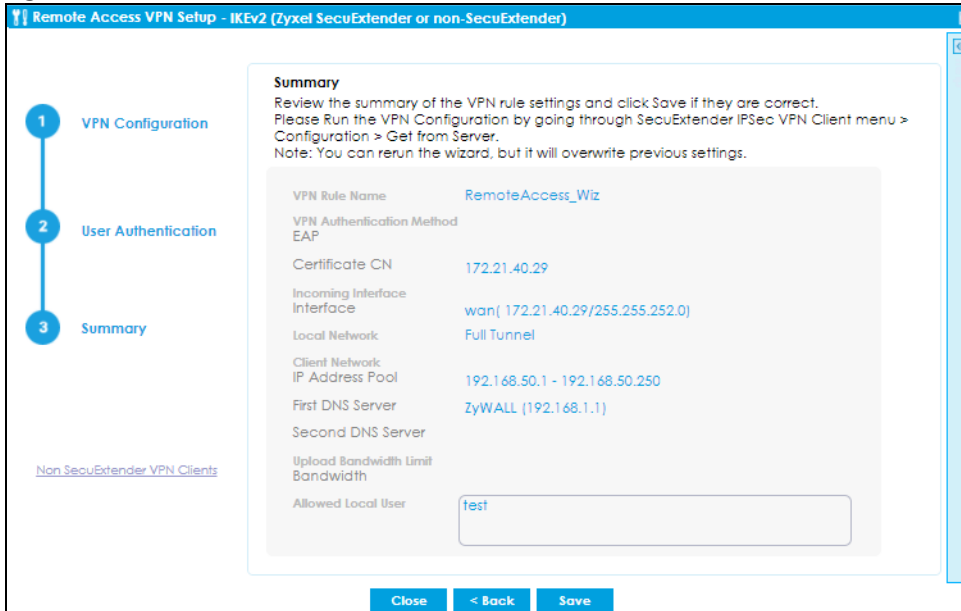 Remote Access VPN Setup - IKEv2 (Zyxel SecuExtender or non-SecuExtender)
1 VPN Configuration
2 User Authentication
3 Summary
Non SecuExtender VPN Clients
Summary
Review the summary of the VPN rule settings and click Save if they are correct.
Please Run the VPN Configuration by going through SecuExtender IPSec VPN Client menu >
Configuration > Get from Server.
Note: You can rerun the wizard, but it will overwrite previous settings.
VPN Rule Name RemoteAccess_Wiz
VPN Authentication Method
EAP
Certificate CN 172.21.40.29
Incoming Interface
Interface wan( 172.21.40.29/255.255.252.0)
Local Network Full Tunnel
Client Network
IP Address Pool 192.168.50.1 - 192.168.50.250
First DNS Server ZyWALL (192.168.1.1)
Second DNS Server
Upload Bandwidth Limit
Bandwidth
Allowed Local User test
Close < Back Save